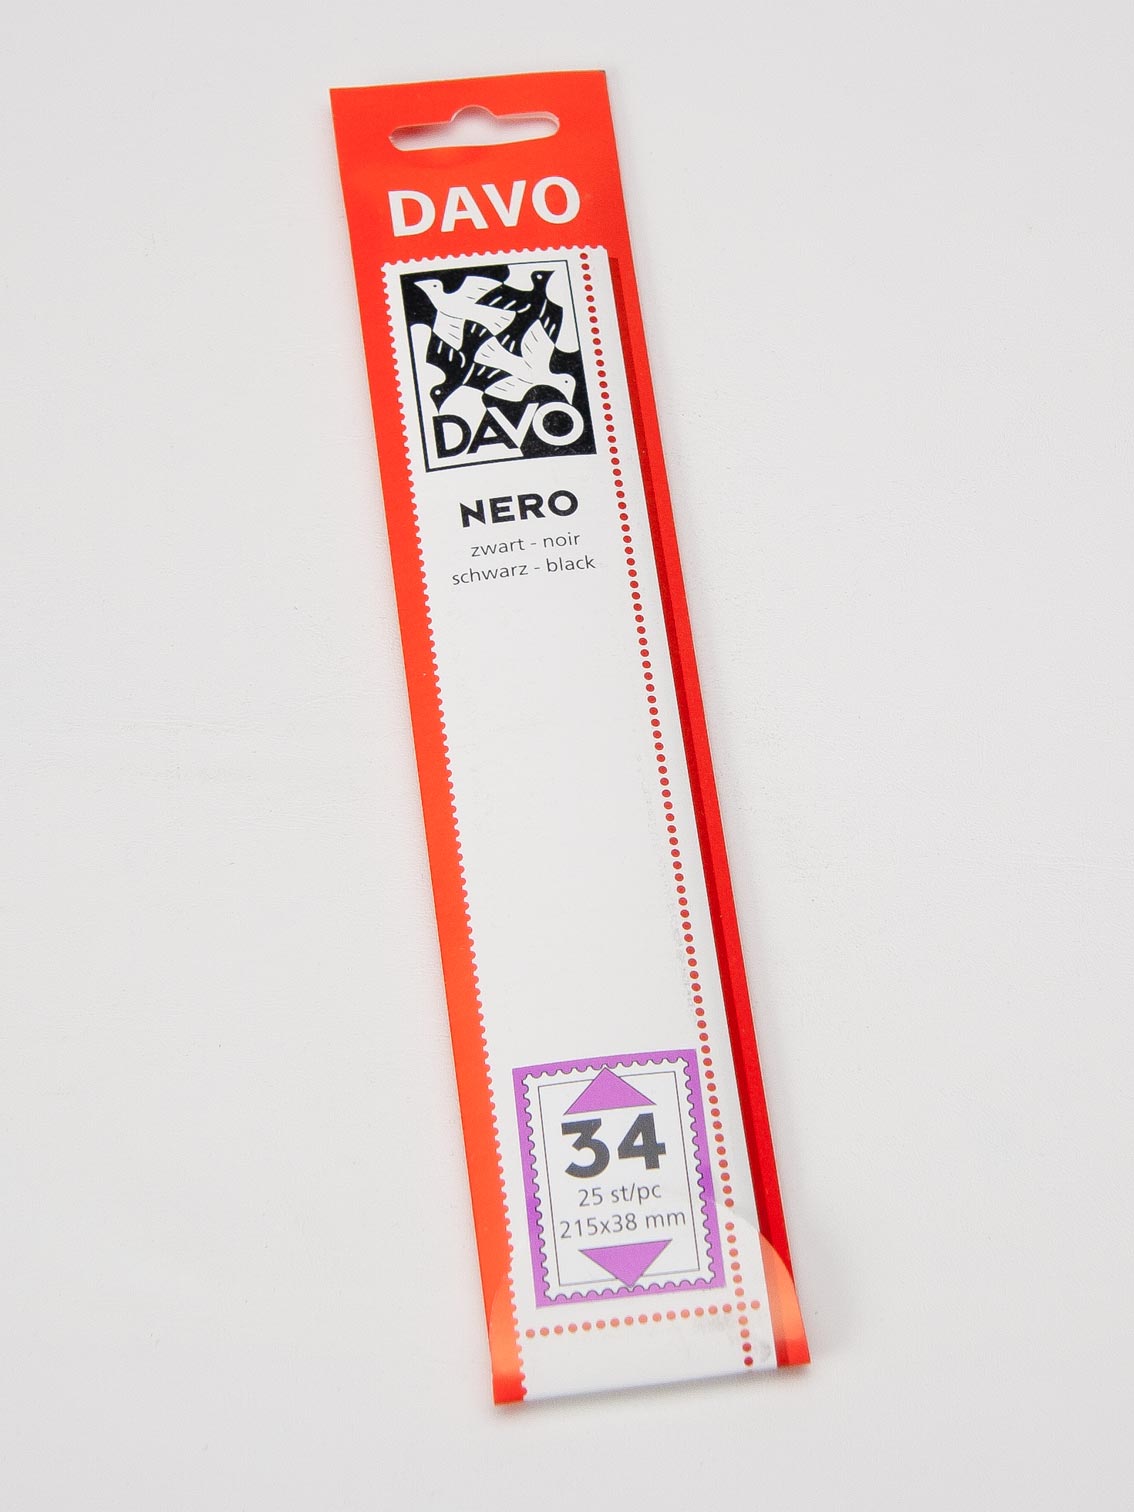 DAVO
DAVO
NERO
zwart - noir
schwarz - black
34
25 st/pc
215x38 mm